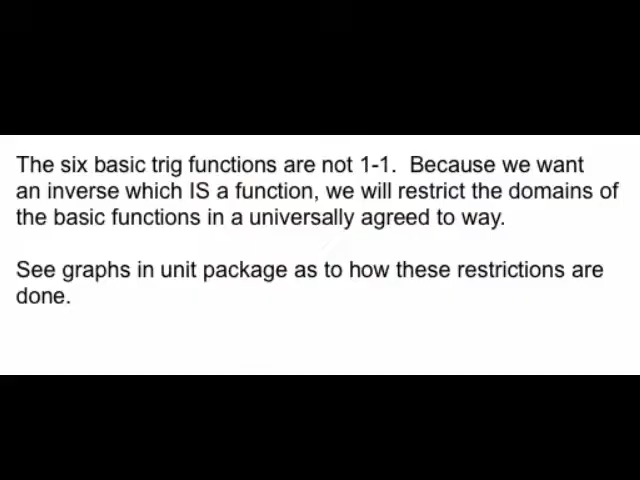 The six basic trig functions are not 1-1.  Because we want
an inverse which IS a function, we will restrict the domains of
the basic functions in a universally agreed to way.
See graphs in unit package as to how these restrictions are
done.